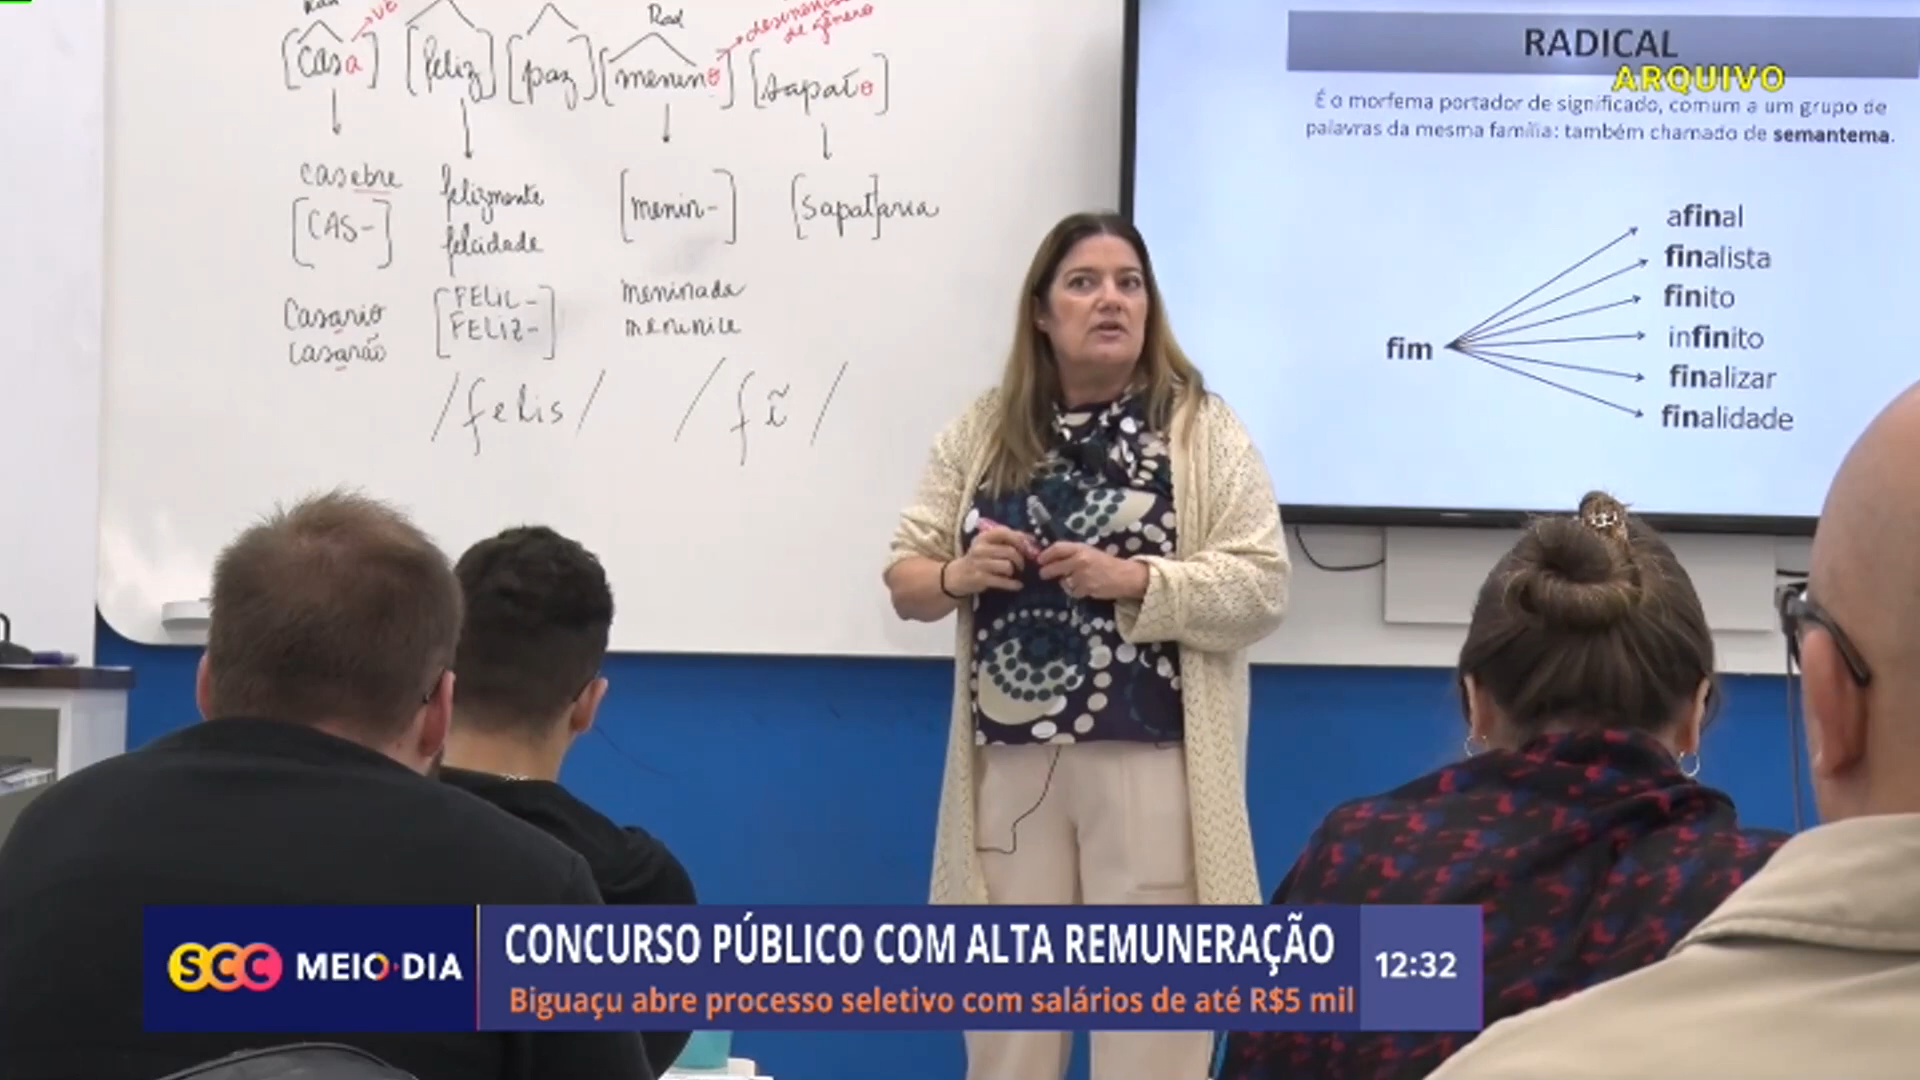 Rad
casa
feliz
paz
Rad
menino
desinência
de gênero
sapato
casebre
[CAS-]
Casario
casarão
felizmente
felicidade
[FELIC-
FELIZ-]
[menin-]
meninada
meninice
[sapat]aria
/felis/
/fĩ/
RADICAL
ARQUIVO
É o morfema portador de significado, comum a um grupo de
palavras da mesma família: também chamado de semantema.
fim
afinal
finalista
finito
infinito
finalizar
finalidade
SCC MEIO-DIA
CONCURSO PÚBLICO COM ALTA REMUNERAÇÃO
Biguaçu abre processo seletivo com salários de até R$5 mil
12:32